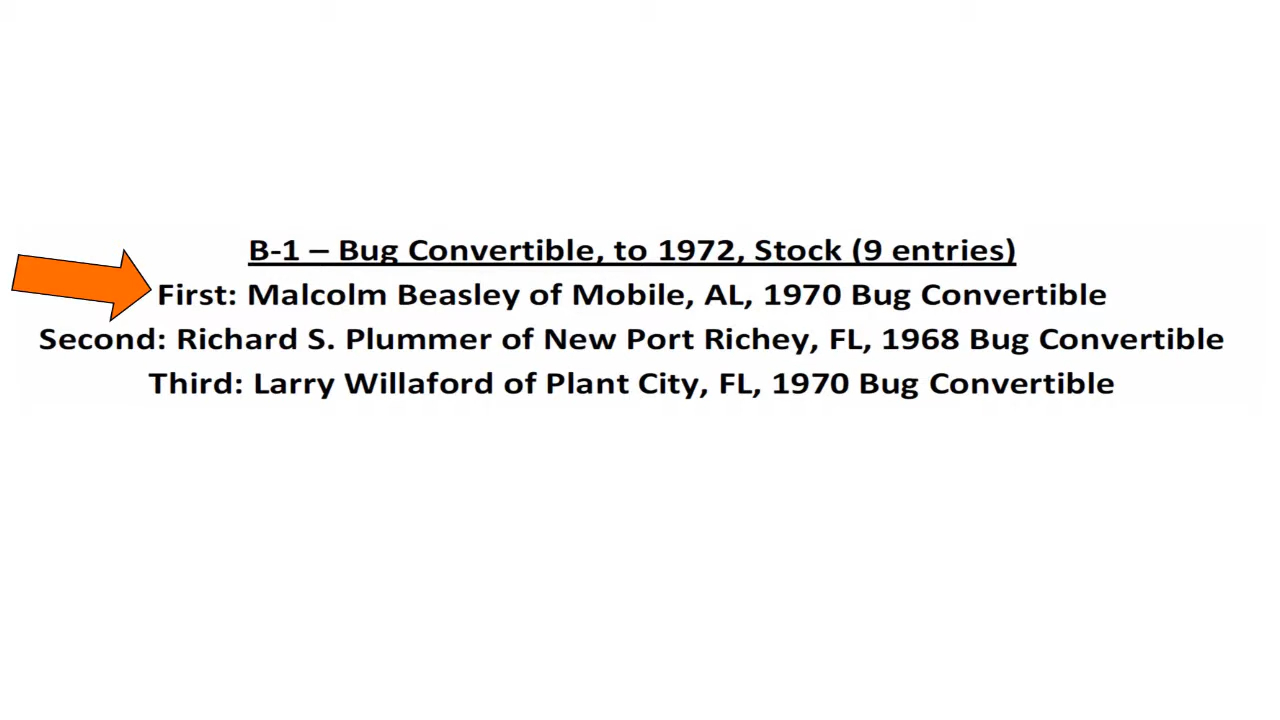 B-1 – Bug Convertible, to 1972, Stock (9 entries)
First: Malcolm Beasley of Mobile, AL, 1970 Bug Convertible
Second: Richard S. Plummer of New Port Richey, FL, 1968 Bug Convertible
Third: Larry Willaford of Plant City, FL, 1970 Bug Convertible